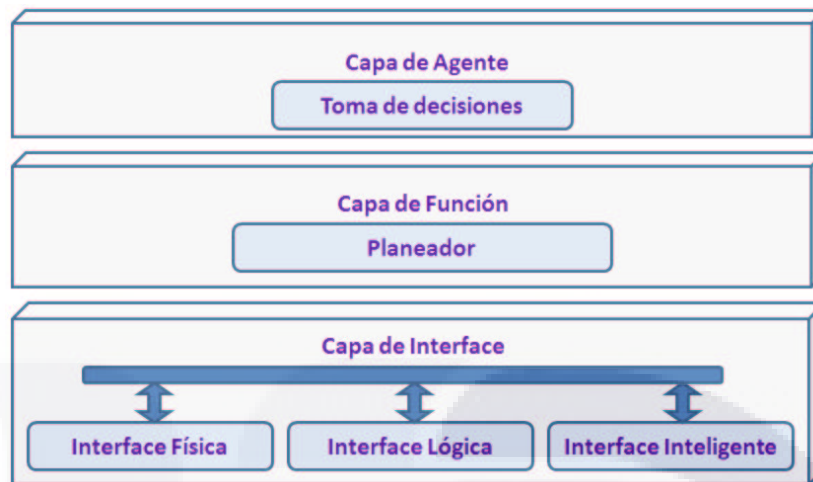 Capa de Agente
Toma de decisiones
Capa de Función
Planeador
Capa de Interface
Interface Física
Interface Lógica
Interface Inteligente